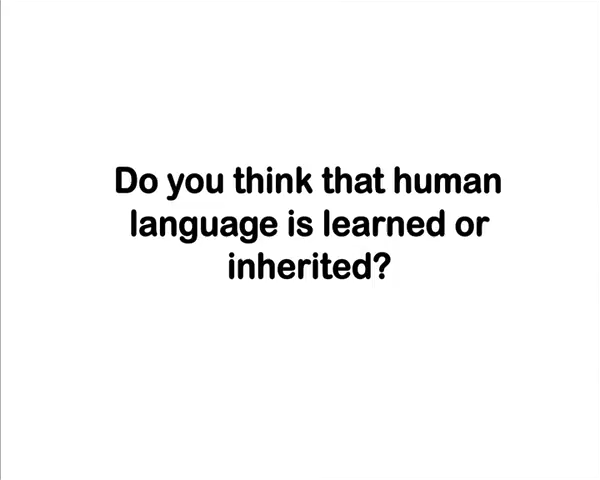 Do you think that human
language is learned or
inherited?